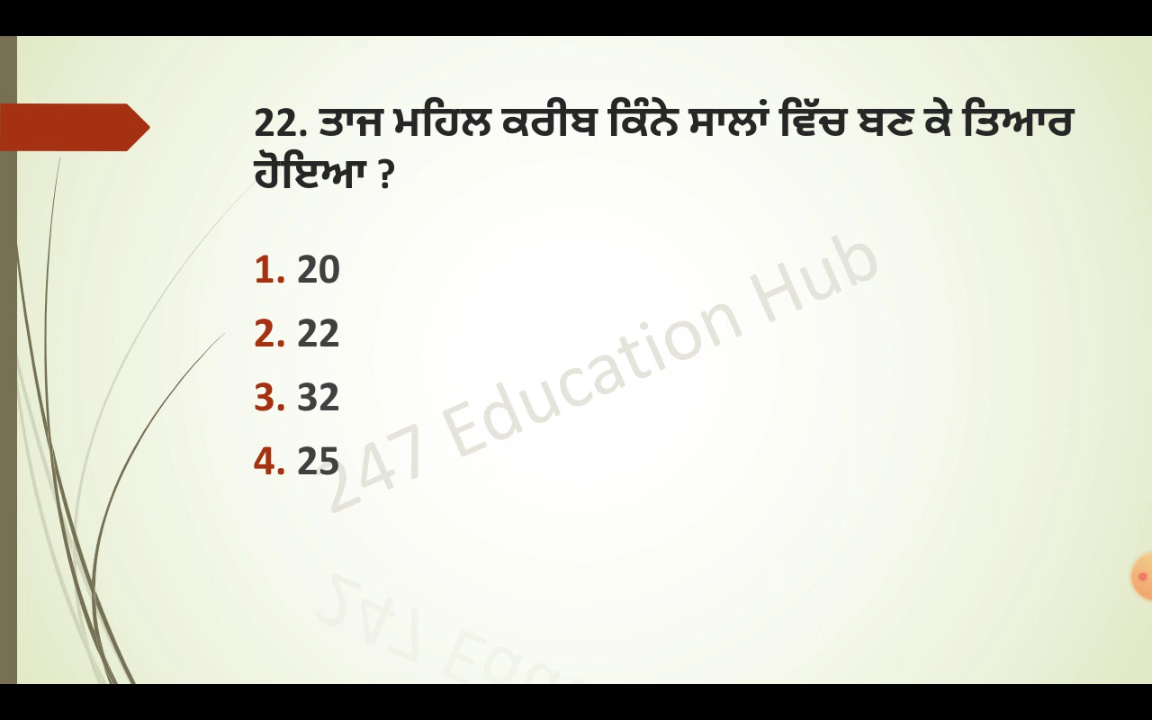 22. ਤਾਜ ਮਹਿਲ ਕਰੀਬ ਕਿੰਨੇ ਸਾਲਾਂ ਵਿੱਚ ਬਣ ਕੇ ਤਿਆਰ
ਹੋਇਆ ?
1. 20
2. 22
3. 32
4. 25
247 Education Hub